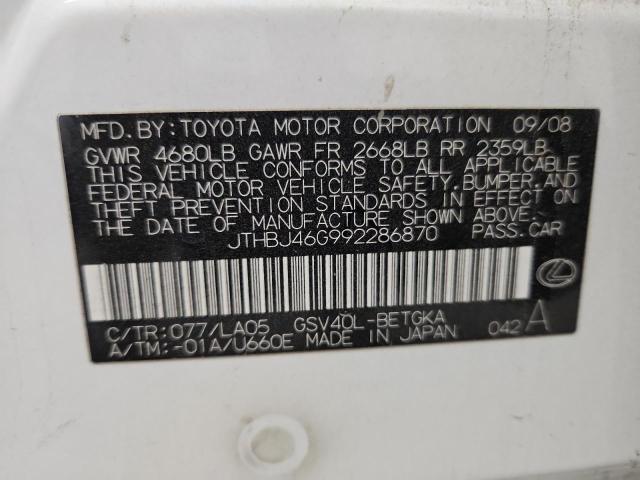 MFD.BY:TOYOTA MOTOR CORPORATION 09/08
GVWR 4680LB GAWR FR 2668LB RR 2359LB
THIS VEHICLE CONFORMS TO ALL APPLICABLE
FEDERAL MOTOR VEHICLE SAFETY,BUMPER,AND
THEFT PREVENTION STANDARDS IN EFFECT ON
THE DATE OF MANUFACTURE SHOWN ABOVE.
JTHBJ46G992286870 PASS.CAR
C/TR:077/LA05 GSV40L-BETGKA
A/TM:-01A/U660E MADE IN JAPAN 042 A